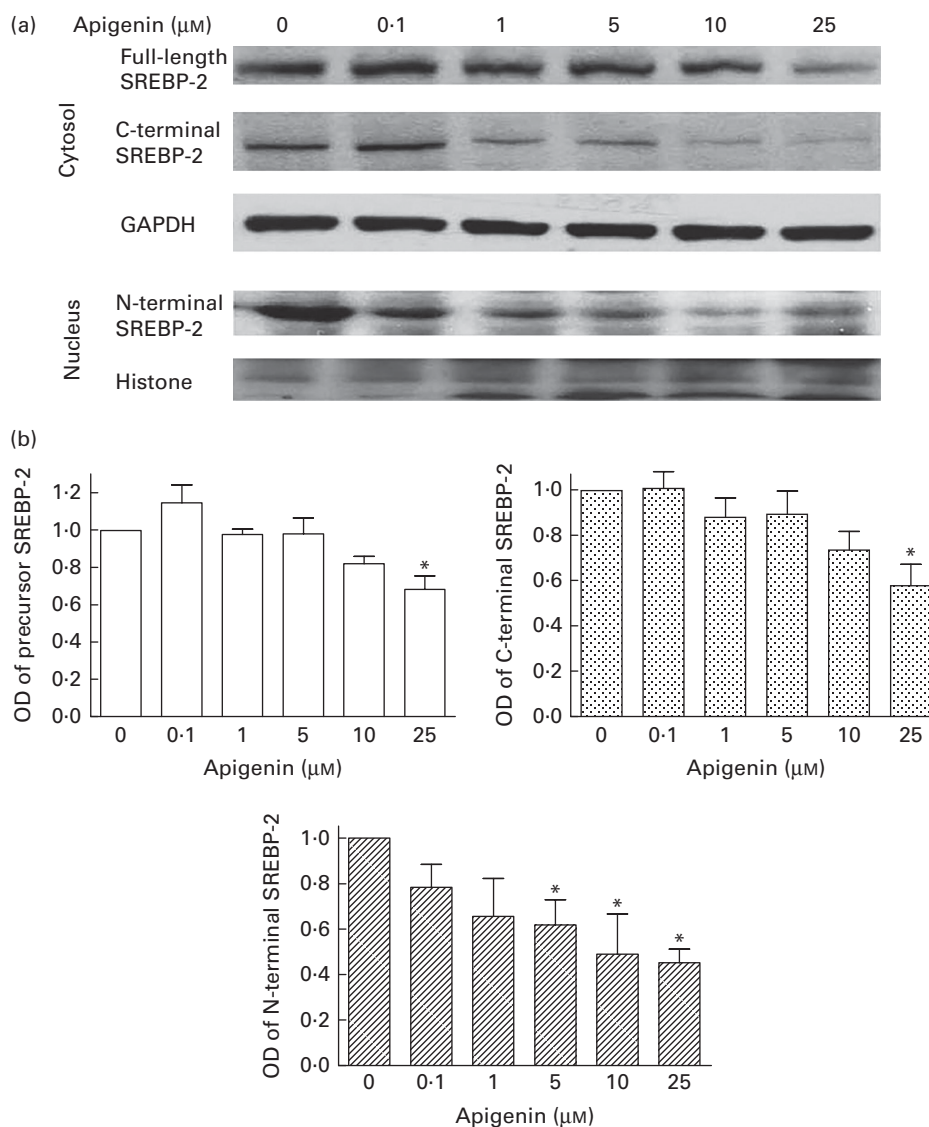 (a) Apigenin (μM) 0 0·1 1 5 10 25
Cytosol
Full-length
SREBP-2
C-terminal
SREBP-2
GAPDH
Nucleus
N-terminal
SREBP-2
Histone
(b)
OD of precursor SREBP-2
1·2
1·0
0·8
0·6
0·4
0·2
0·0
*
0 0·1 1 5 10 25
Apigenin (μM)
OD of C-terminal SREBP-2
1·0
0·8
0·6
0·4
0·2
0·0
*
0 0·1 1 5 10 25
Apigenin (μM)
OD of N-terminal SREBP-2
1·0
0·8
0·6
0·4
0·2
0·0
* * *
0 0·1 1 5 10 25
Apigenin (μM)